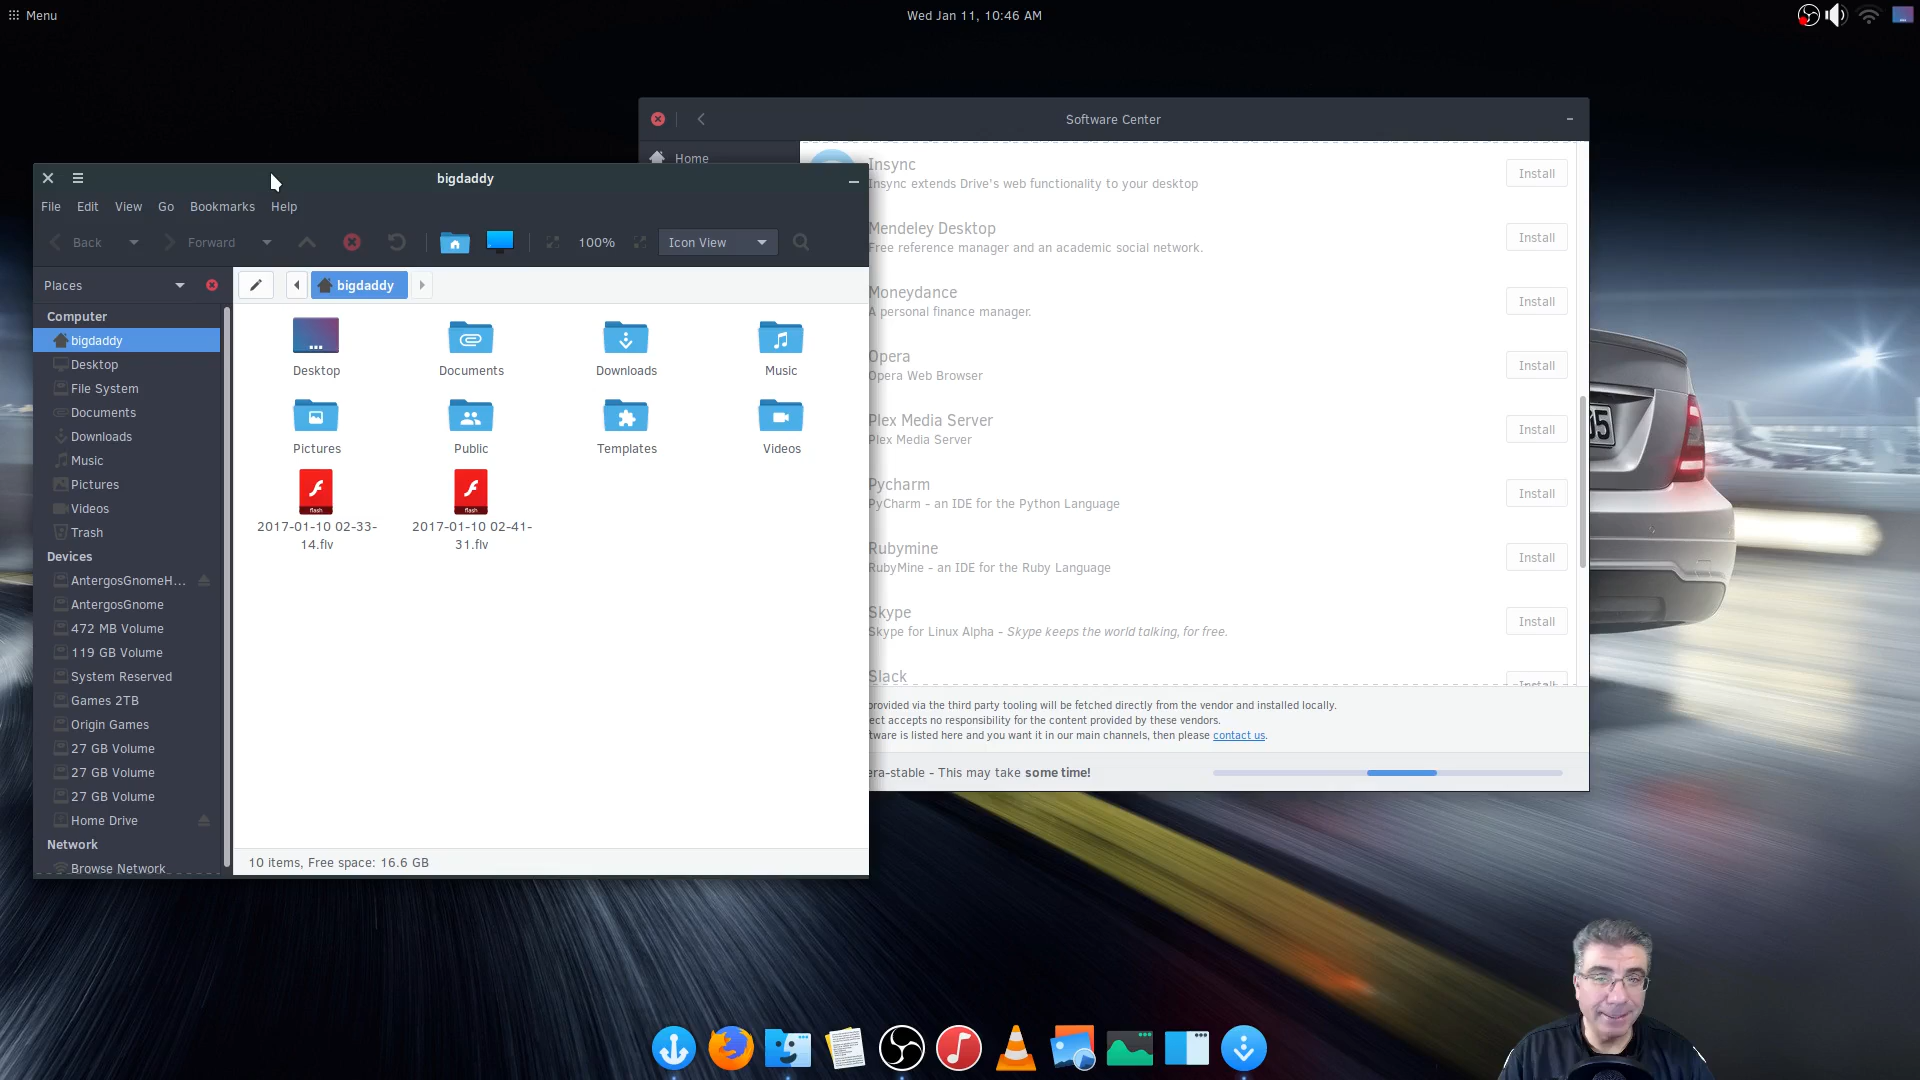 Menu
Wed Jan 11, 10:46 AM
Software Center
Home
Insync
Insync extends Drive's web functionality to your desktop
Install
Mendeley Desktop
Free reference manager and an academic social network.
Install
Moneydance
A personal finance manager.
Install
Opera
Opera Web Browser
Install
Plex Media Server
Plex Media Server
Install
Pycharm
PyCharm - an IDE for the Python Language
Install
Rubymine
RubyMine - an IDE for the Ruby Language
Install
Skype
Skype for Linux Alpha - Skype keeps the world talking, for free.
Install
Slack
Install
provided via the third party tooling will be fetched directly from the vendor and installed locally.
ect accepts no responsibility for the content provided by these vendors.
tware is listed here and you want it in our main channels, then please contact us.
era-stable - This may take some time!
bigdaddy
File Edit View Go Bookmarks Help
Back Forward 100% Icon View
Places
bigdaddy
Computer
bigdaddy
Desktop
File System
Documents
Downloads
Music
Pictures
Videos
Trash
Devices
AntergosGnomeH...
AntergosGnome
472 MB Volume
119 GB Volume
System Reserved
Games 2TB
Origin Games
27 GB Volume
27 GB Volume
27 GB Volume
Home Drive
Network
Browse Network
Desktop Documents Downloads Music
Pictures Public Templates Videos
flash flash
2017-01-10 02-33-
14.flv
2017-01-10 02-41-
31.flv
10 items, Free space: 16.6 GB